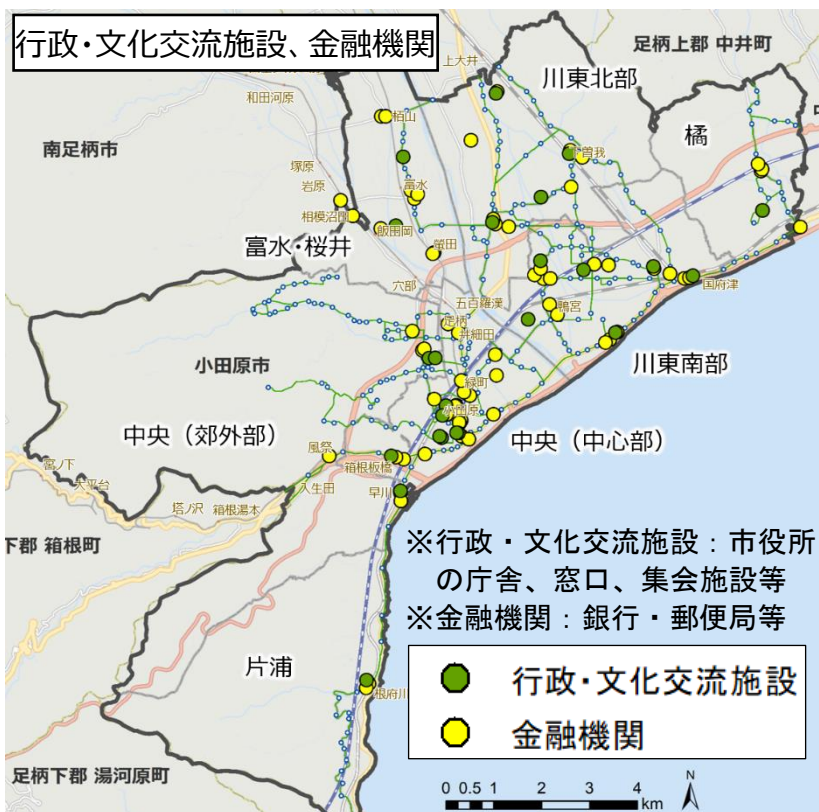 行政・文化交流施設、金融機関
上大井
足柄上郡 中井町
川東北部
和田河原
栢山
橘
南足柄市
曽我
塚原
岩原
富水
相模沼田
飯田岡
富水・桜井
螢田
穴部
国府津
五百羅漢
鴨宮
足柄
井細田
小田原市
川東南部
緑町
小田原
中央（郊外部）
中央（中心部）
風祭
宮ノ下
箱根板橋
大平台
入生田
早川
塔ノ沢
箱根湯本
下郡 箱根町
※行政・文化交流施設：市役所
の庁舎、窓口、集会施設等
※金融機関：銀行・郵便局等
片浦
行政・文化交流施設
根府川
金融機関
足柄下郡 湯河原町
0 0.5 1 2 3 4
km
N